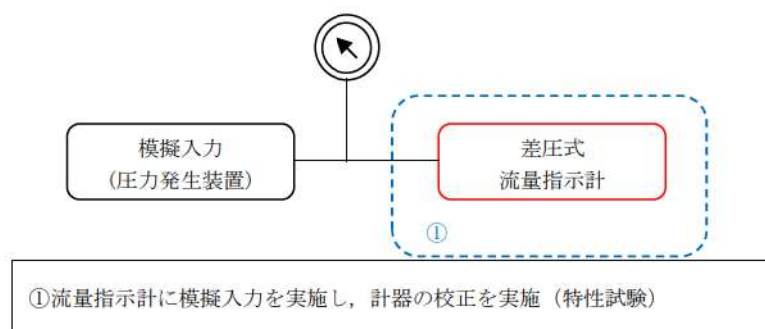 模擬入力
（圧力発生装置）
差圧式
流量指示計
①
①流量指示計に模擬入力を実施し，計器の校正を実施（特性試験）